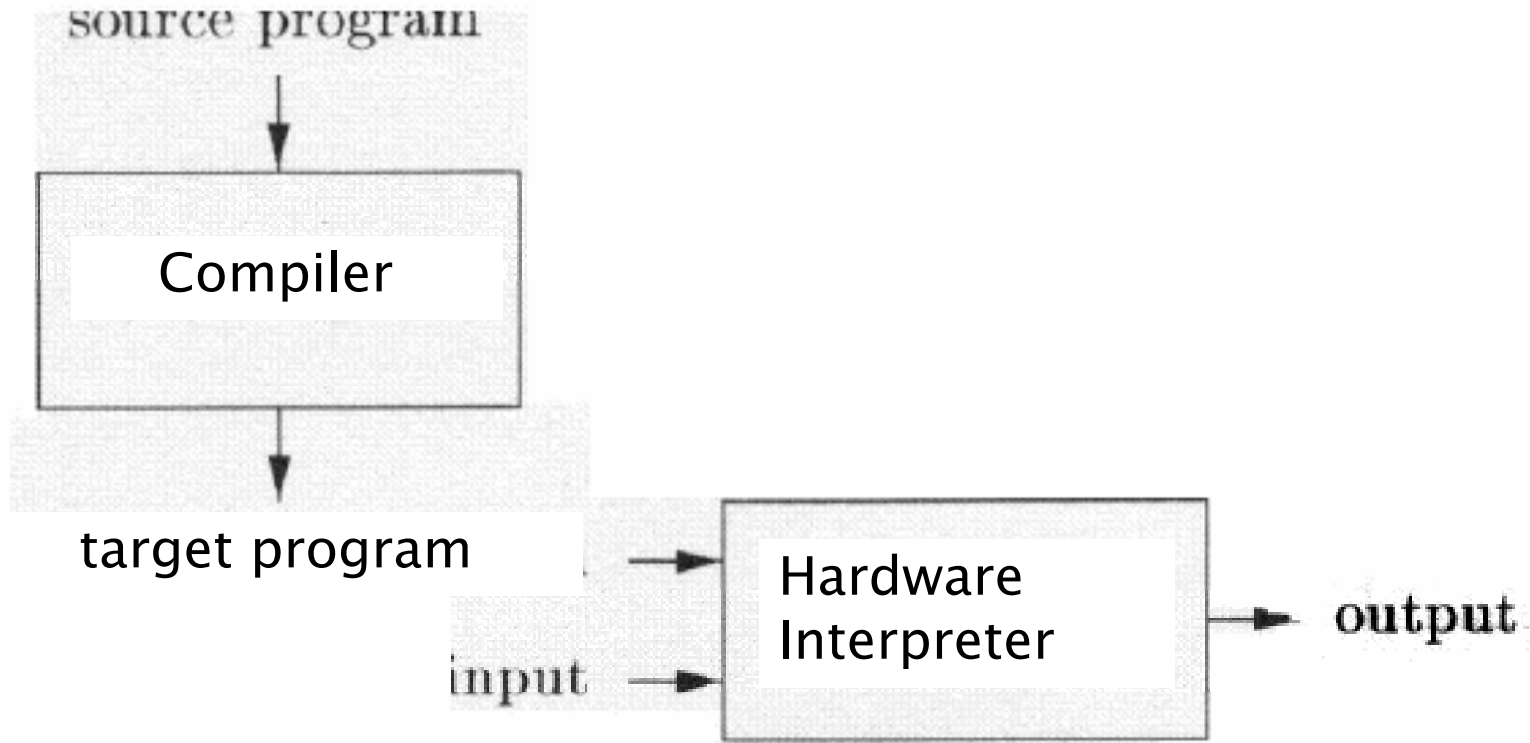 source program
Compiler
target program
Hardware
Interpreter
output
input